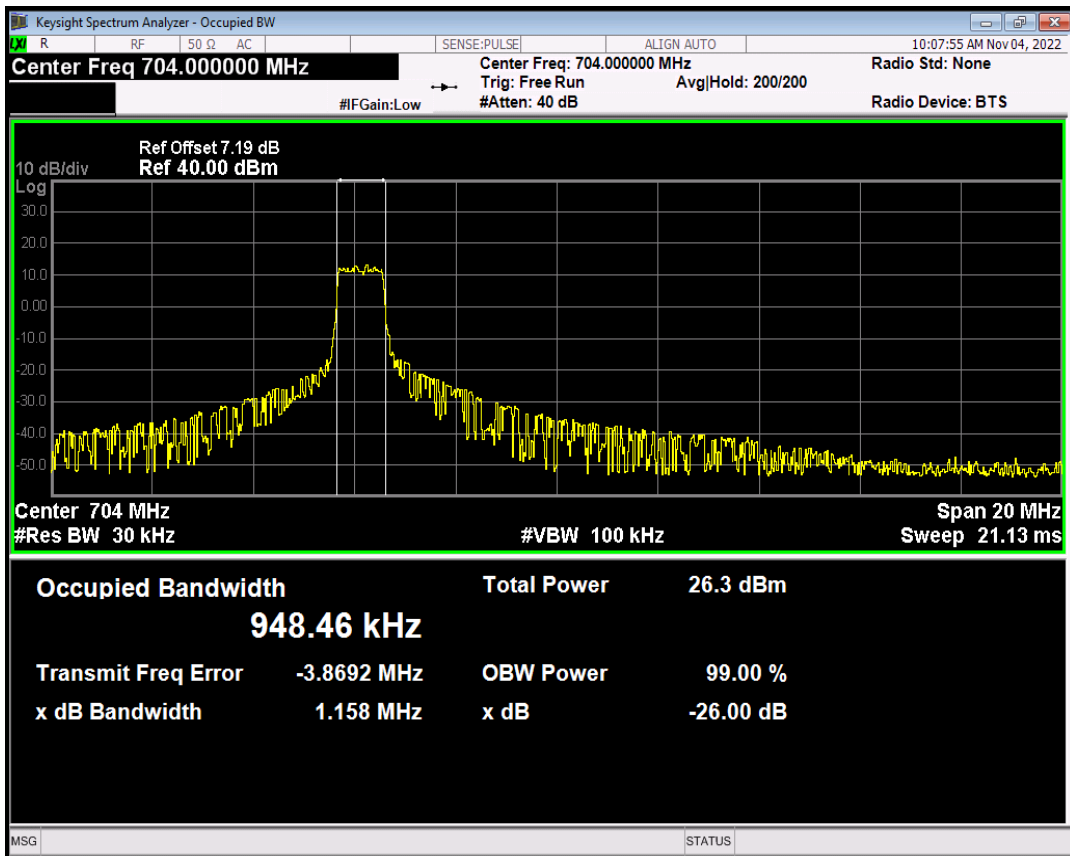 Keysight Spectrum Analyzer - Occupied BW
LXI R RF 50 Ω AC SENSE:PULSE ALIGN AUTO 10:07:55 AM Nov 04, 2022
Center Freq 704.000000 MHz Center Freq: 704.000000 MHz Radio Std: None
Trig: Free Run Avg|Hold: 200/200
#IFGain:Low #Atten: 40 dB Radio Device: BTS
Ref Offset 7.19 dB
10 dB/div Ref 40.00 dBm
Log
30.0
20.0
10.0
0.00
-10.0
-20.0
-30.0
-40.0
-50.0
Center 704 MHz Span 20 MHz
#Res BW 30 kHz #VBW 100 kHz Sweep 21.13 ms
Occupied Bandwidth Total Power 26.3 dBm
948.46 kHz
Transmit Freq Error -3.8692 MHz OBW Power 99.00 %
x dB Bandwidth 1.158 MHz x dB -26.00 dB
MSG STATUS